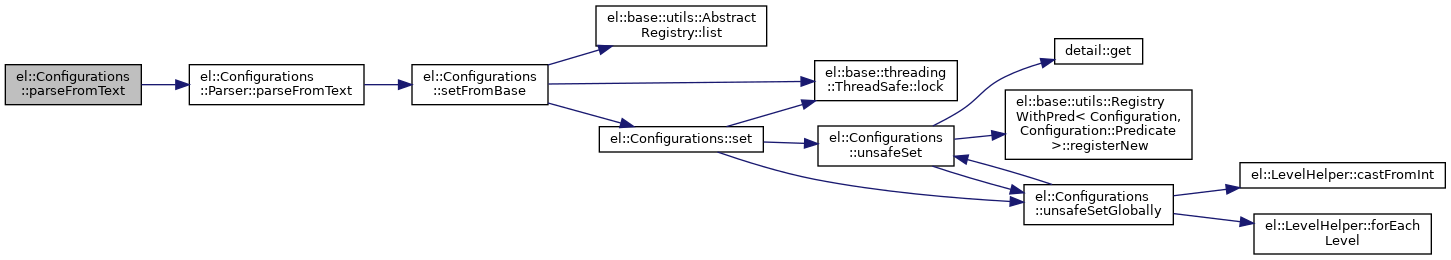 el::Configurations
::parseFromText
el::Configurations
::Parser::parseFromText
el::Configurations
::setFromBase
el::base::utils::Abstract
Registry::list
el::base::threading
::ThreadSafe::lock
el::Configurations::set
el::Configurations
::unsafeSet
detail::get
el::base::utils::Registry
WithPred< Configuration,
Configuration::Predicate
>::registerNew
el::Configurations
::unsafeSetGlobally
el::LevelHelper::castFromInt
el::LevelHelper::forEach
Level